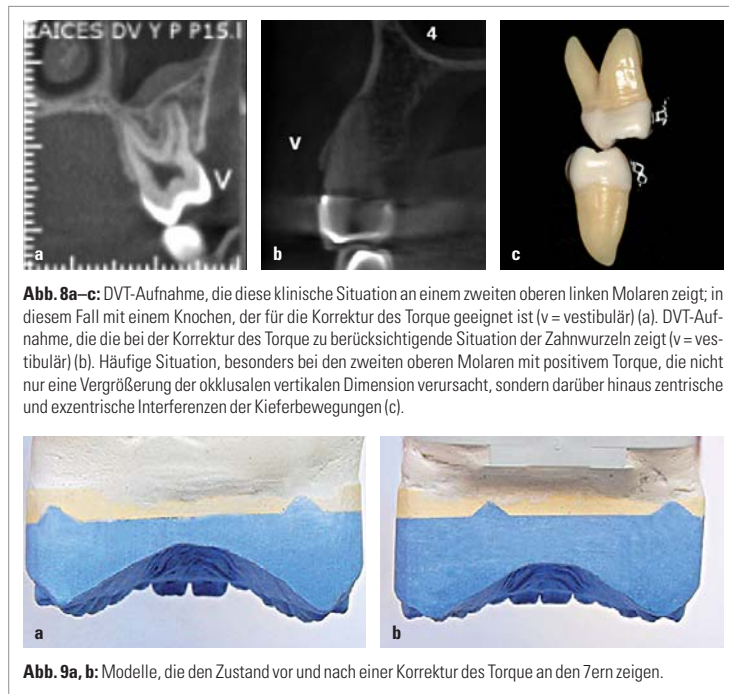 RAICES DV Y P P15.I
V
a
4
v
b
c
Abb. 8a–c: DVT-Aufnahme, die diese klinische Situation an einem zweiten oberen linken Molaren zeigt; in
diesem Fall mit einem Knochen, der für die Korrektur des Torque geeignet ist (v = vestibulär) (a). DVT-Auf-
nahme, die die bei der Korrektur des Torque zu berücksichtigende Situation der Zahnwurzeln zeigt (v = ves-
tibulär) (b). Häufige Situation, besonders bei den zweiten oberen Molaren mit positivem Torque, die nicht
nur eine Vergrößerung der okklusalen vertikalen Dimension verursacht, sondern darüber hinaus zentrische
und exzentrische Interferenzen der Kieferbewegungen (c).
a
b
Abb. 9a, b: Modelle, die den Zustand vor und nach einer Korrektur des Torque an den 7ern zeigen.